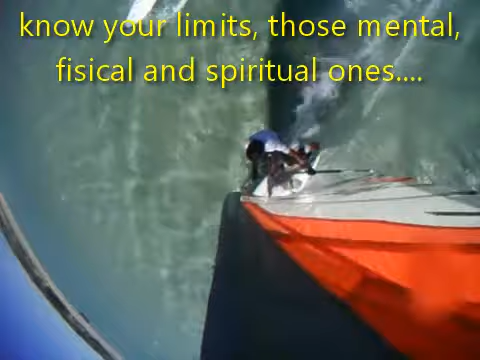 know your limits, those mental,
fisical and spiritual ones....